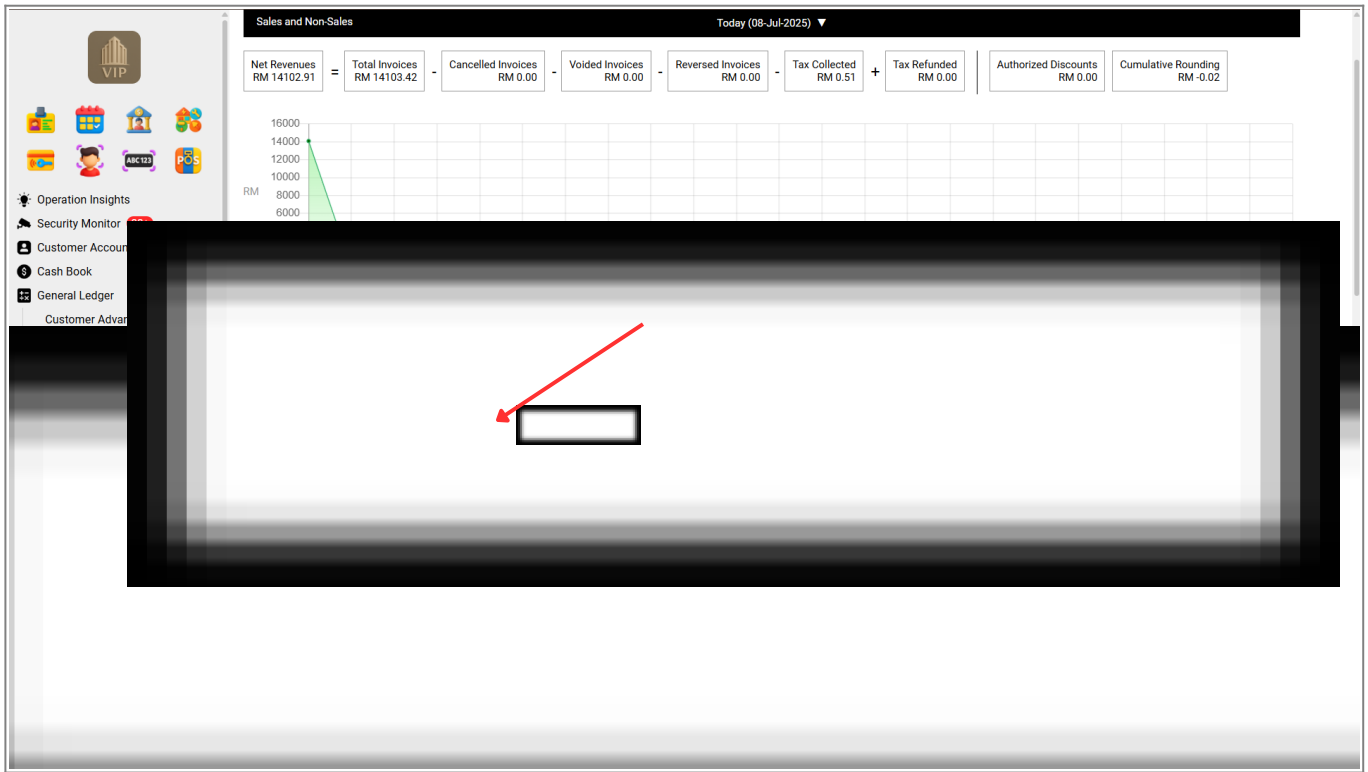 Sales and Non-Sales
Today (08-Jul-2025) ▼
VIP
Net Revenues
RM 14102.91
=
Total Invoices
RM 14103.42
-
Cancelled Invoices
RM 0.00
-
Voided Invoices
RM 0.00
-
Reversed Invoices
RM 0.00
-
Tax Collected
RM 0.51
+
Tax Refunded
RM 0.00
Authorized Discounts
RM 0.00
Cumulative Rounding
RM -0.02
ABC 123
POS
16000
14000
12000
10000
RM
8000
6000
Operation Insights
Security Monitor
Customer Accoun
Cash Book
General Ledger
Customer Advan